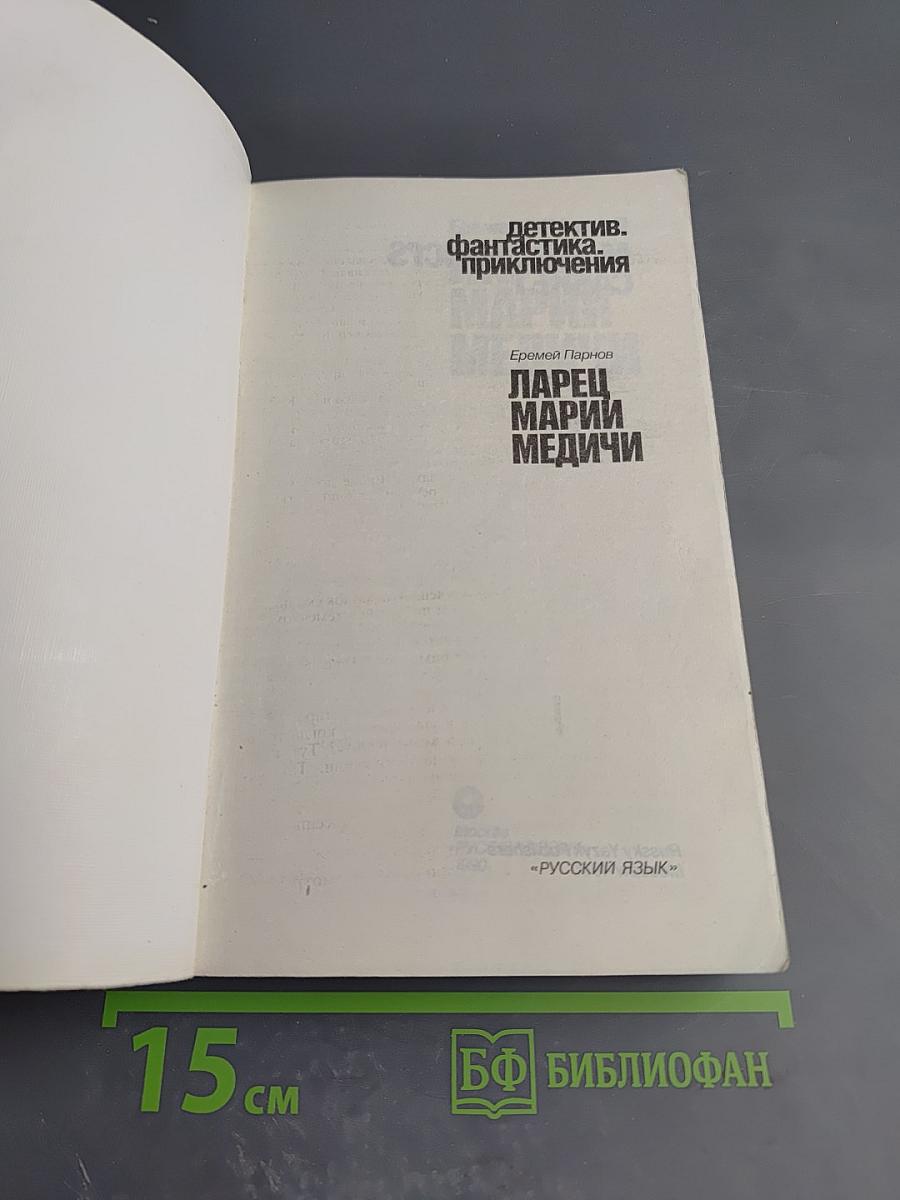 детектив.
фантастика.
приключения
Еремей Парнов
ЛАРЕЦ
МАРИИ
МЕДИЧИ
«РУССКИЙ ЯЗЫК»
15 см
БФ БИБЛИОФАН